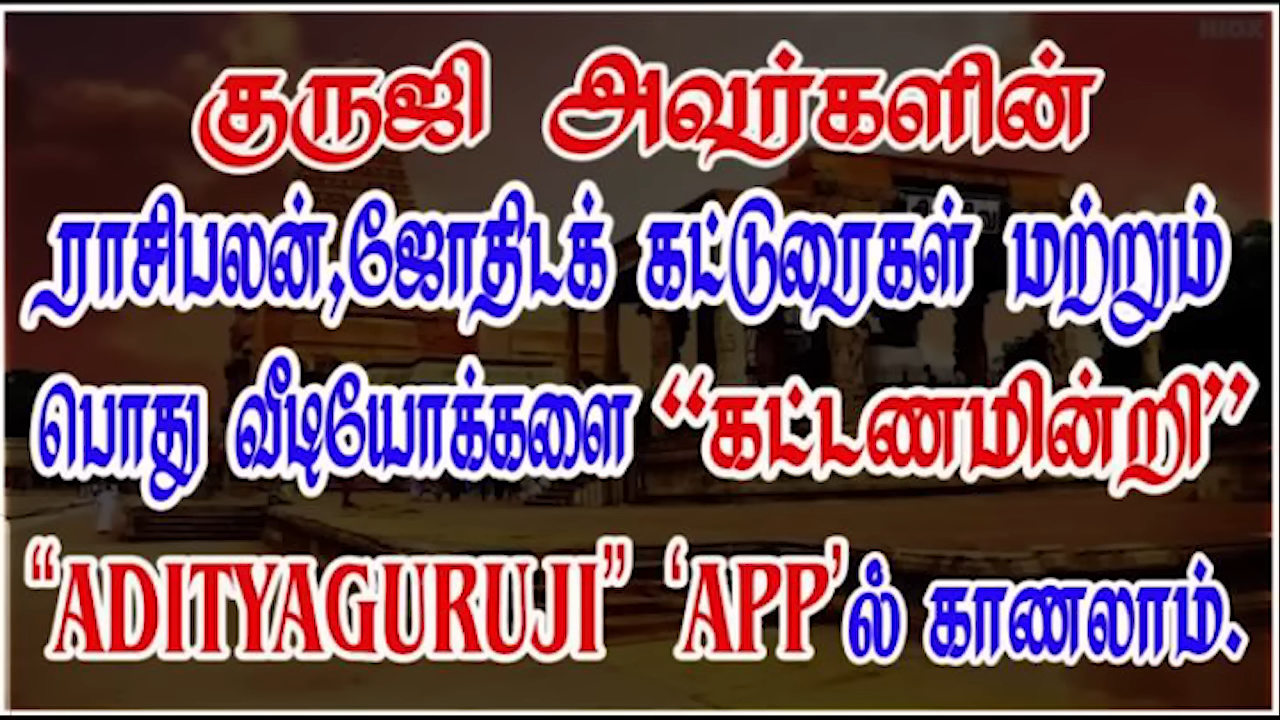 குருஜி அவர்களின்
ராசிபலன்,ஜோதிடக் கட்டுரைகள் மற்றும்
பொது வீடியோக்களை “கட்டணமின்றி”
“ADITYAGURUJI” ‘APP’ல் காணலாம்.